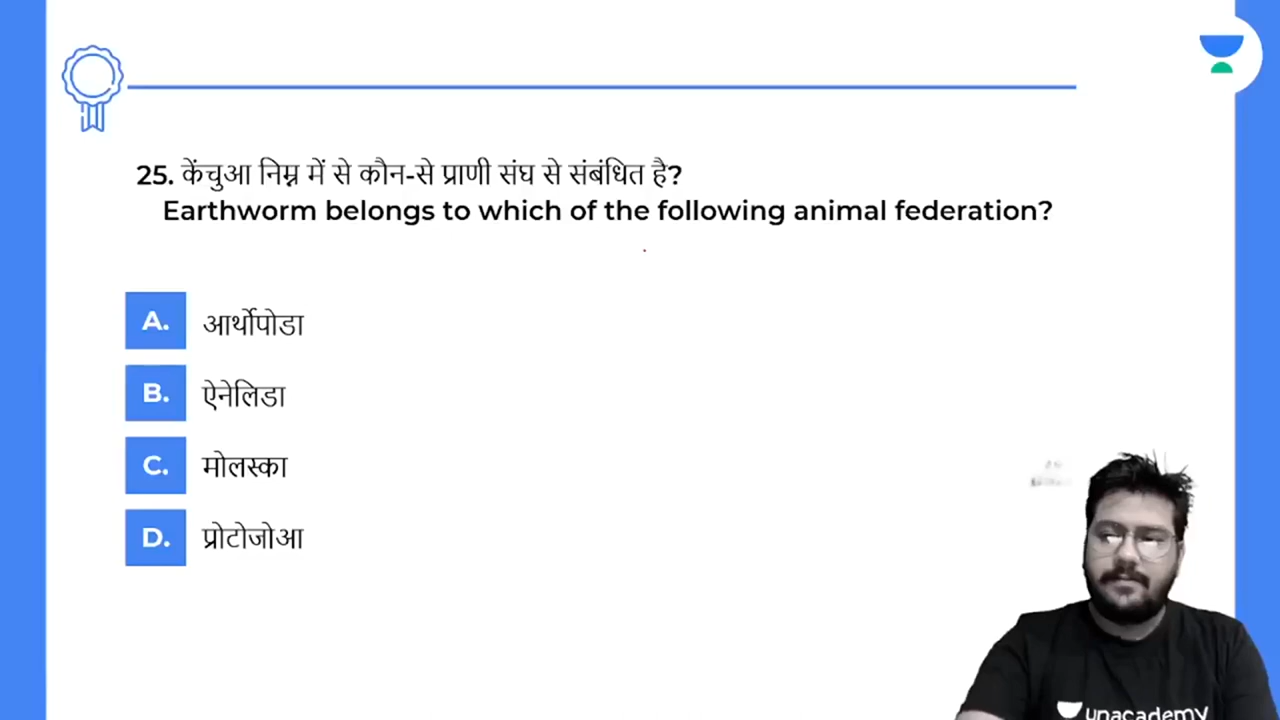 25. केंचुआ निम्न में से कौन-से प्राणी संघ से संबंधित है?
Earthworm belongs to which of the following animal federation?
A. आर्थोपोडा
B. ऐनेलिडा
C. मोलस्का
D. प्रोटोजोआ
unacademy